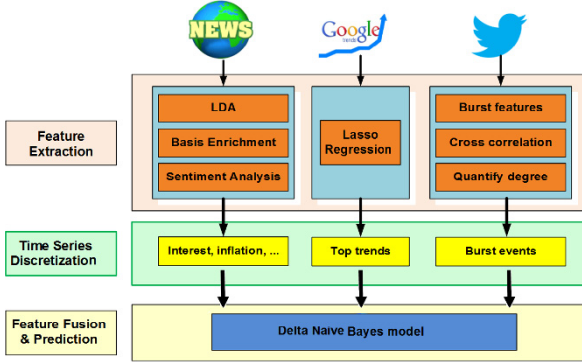 NEWS
Google
trends
LDA
Basis Enrichment
Sentiment Analysis
Lasso
Regression
Burst features
Cross correlation
Quantify degree
Feature
Extraction
Time Series
Discretization
Interest, inflation, ...
Top trends
Burst events
Feature Fusion
& Prediction
Delta Naive Bayes model